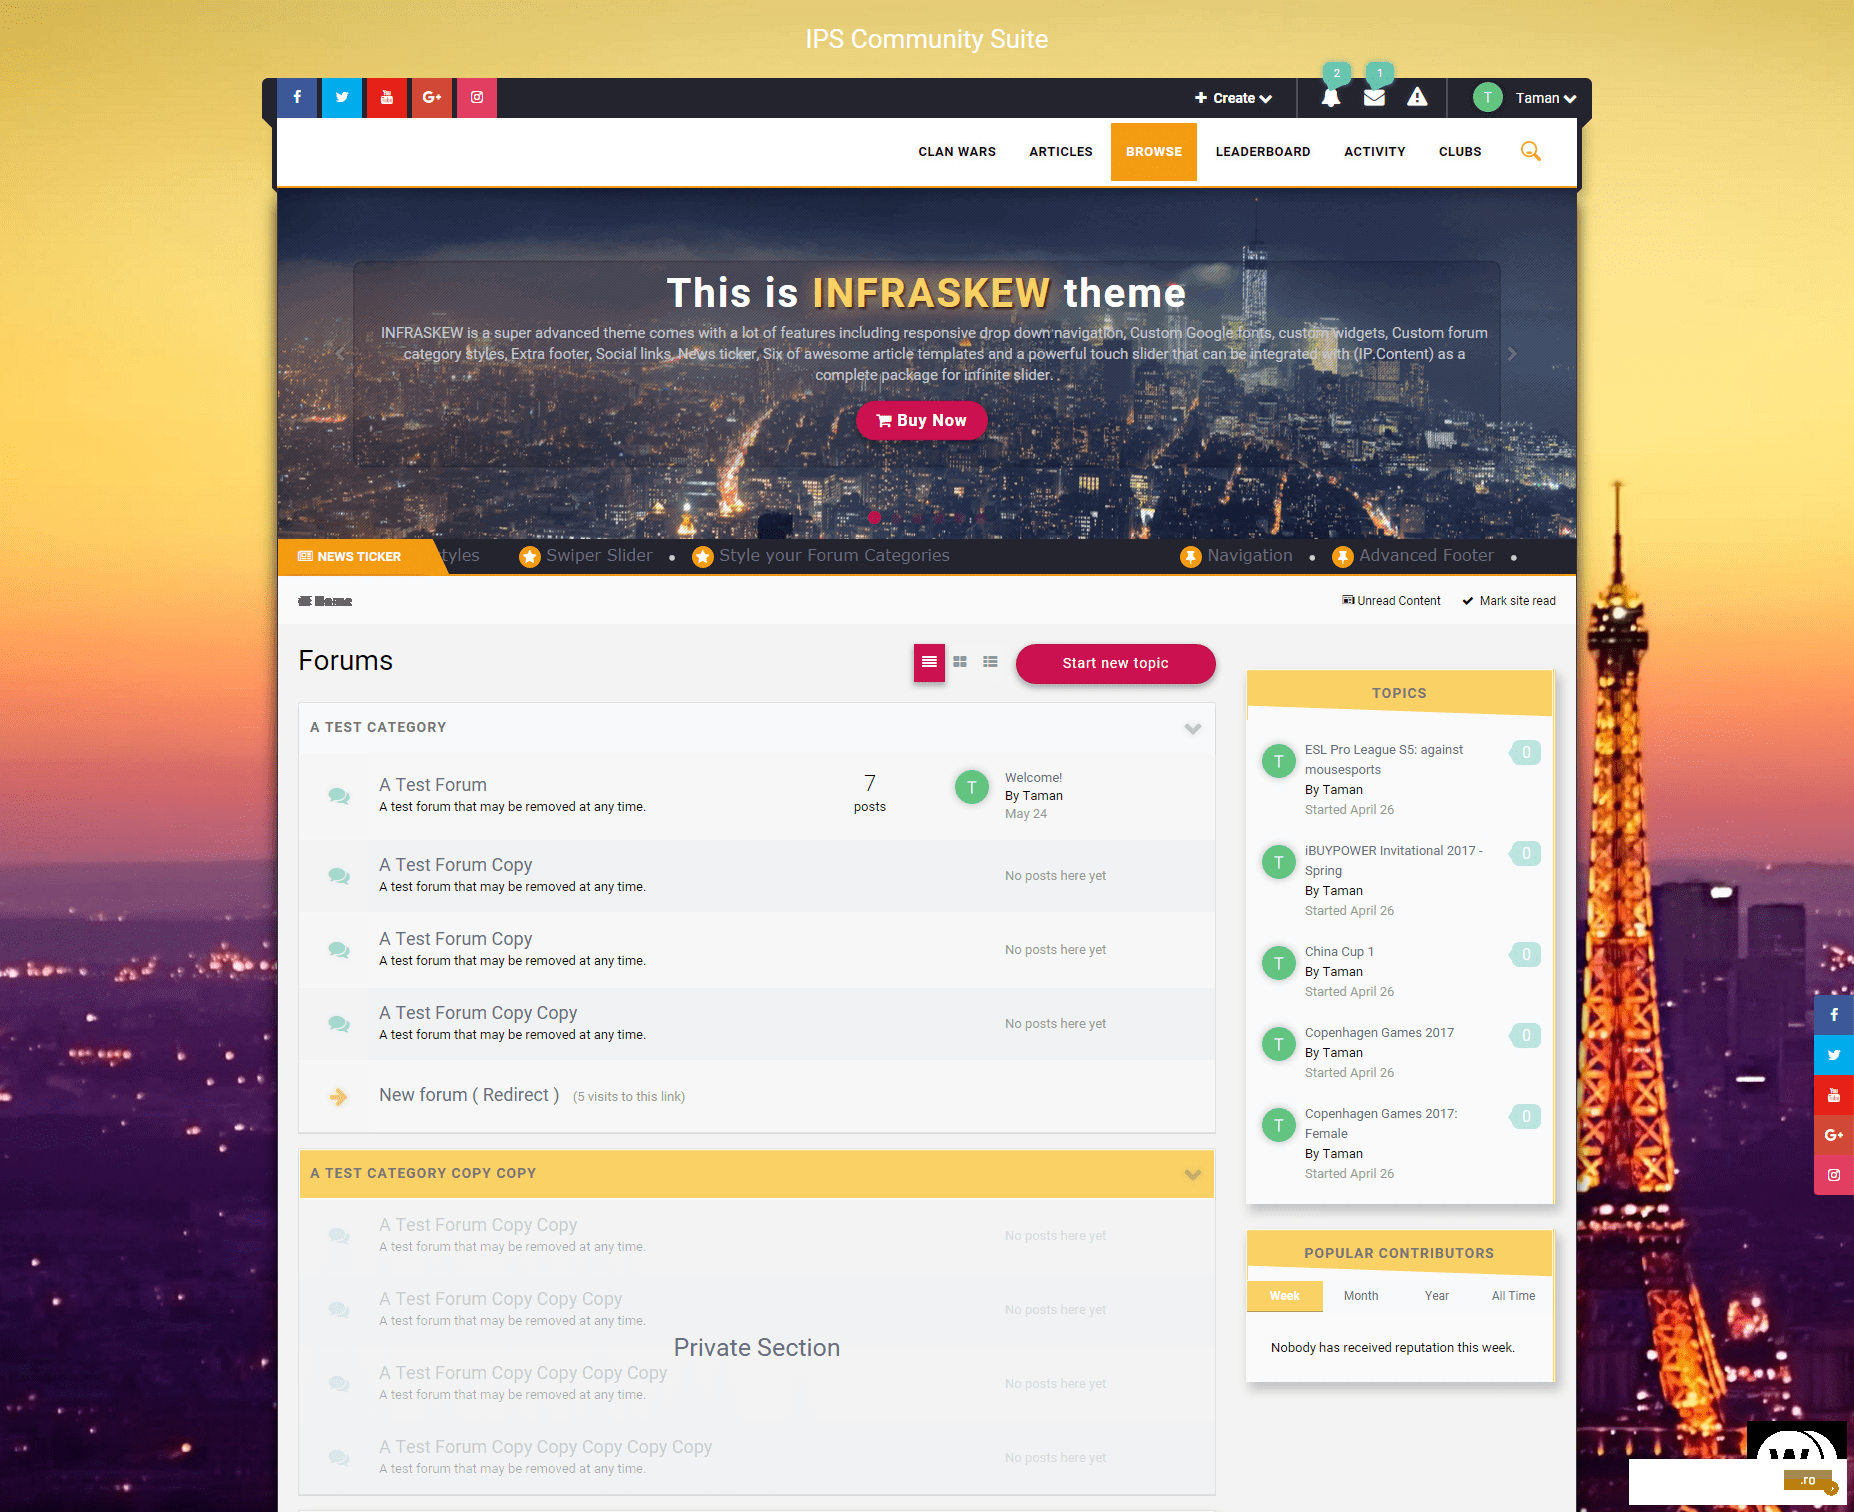 IPS Community Suite
Create
2
1
T
Taman
CLAN WARS
ARTICLES
BROWSE
LEADERBOARD
ACTIVITY
CLUBS
This is INFRASKEW theme
INFRASKEW is a super advanced theme comes with a lot of features including responsive drop down navigation, Custom Google fonts, custom widgets, Custom forum
category styles, Extra footer, Social links, News ticker, Six of awesome article templates and a powerful touch slider that can be integrated with (IP.Content) as a
complete package for infinite slider. .
Buy Now
NEWS TICKER
tyles
Swiper Slider
Style your Forum Categories
Navigation
Advanced Footer
Home
Unread Content
Mark site read
Forums
Start new topic
A TEST CATEGORY
A Test Forum
A test forum that may be removed at any time.
7
posts
T
Welcome!
By Taman
May 24
A Test Forum Copy
A test forum that may be removed at any time.
No posts here yet
A Test Forum Copy
A test forum that may be removed at any time.
No posts here yet
A Test Forum Copy Copy
A test forum that may be removed at any time.
No posts here yet
New forum ( Redirect ) (5 visits to this link)
A TEST CATEGORY COPY COPY
A Test Forum Copy Copy
A test forum that may be removed at any time.
No posts here yet
A Test Forum Copy Copy Copy
A test forum that may be removed at any time.
No posts here yet
Private Section
A Test Forum Copy Copy Copy Copy
A test forum that may be removed at any time.
No posts here yet
A Test Forum Copy Copy Copy Copy Copy
A test forum that may be removed at any time.
No posts here yet
TOPICS
T
ESL Pro League S5: against
mousesports
By Taman
Started April 26
0
T
iBUYPOWER Invitational 2017 -
Spring
By Taman
Started April 26
0
T
China Cup 1
By Taman
Started April 26
0
T
Copenhagen Games 2017
By Taman
Started April 26
0
T
Copenhagen Games 2017:
Female
By Taman
Started April 26
0
POPULAR CONTRIBUTORS
Week
Month
Year
All Time
Nobody has received reputation this week.
W
.ro